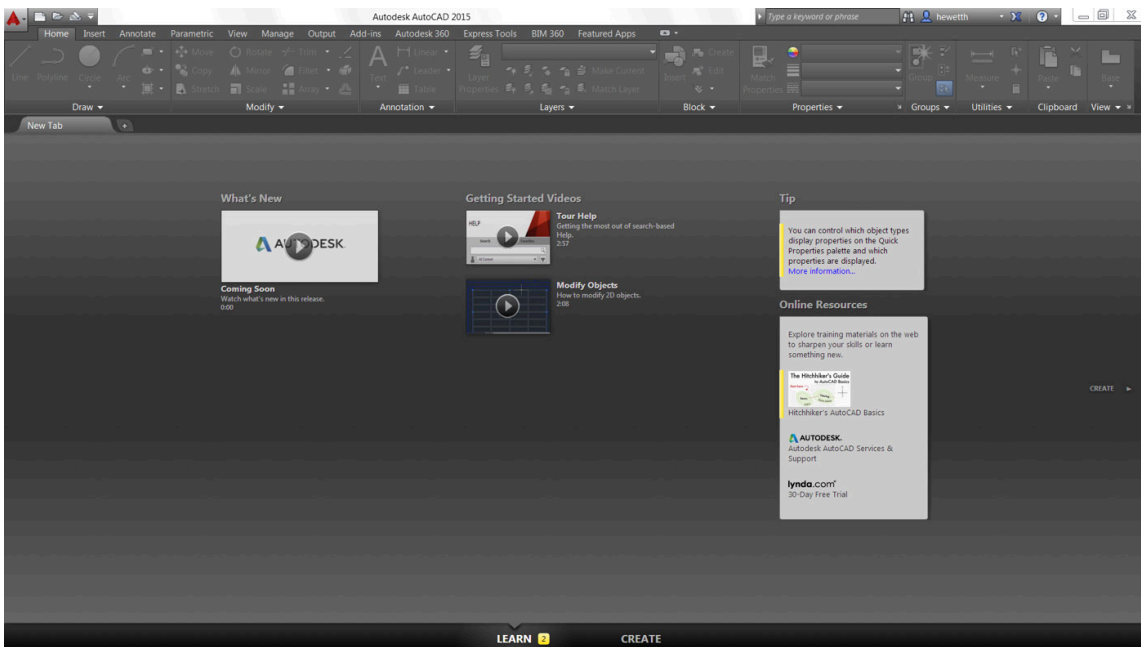 Autodesk AutoCAD 2015
Type a keyword or phrase
hewetth
Home Insert Annotate Parametric View Manage Output Add-ins Autodesk 360 Express Tools BIM 360 Featured Apps
Line Polyline Circle Arc
Move Rotate Trim
Copy Mirror Fillet
Stretch Scale Array
Text Linear
Leader
Table
Layer Properties
Make Current
Match Layer
Insert Create
Edit
Match Properties
Group
Measure
Paste
Base
Draw Modify Annotation Layers Block Properties Groups Utilities Clipboard View
New Tab
What's New
AUTODESK
Coming Soon
Watch what's new in this release.
0:00
Getting Started Videos
HELP
Search
Tour Help
Getting the most out of search-based
Help.
2:57
Modify Objects
How to modify 2D objects.
2:08
Tip
You can control which object types
display properties on the Quick
Properties palette and which
properties are displayed.
More information...
Online Resources
Explore training materials on the web
to sharpen your skills or learn
something new.
The Hitchhiker's Guide
to AutoCAD Basics
Hitchhiker's AutoCAD Basics
AUTODESK.
Autodesk AutoCAD Services &
Support
lynda.com
30-Day Free Trial
CREATE
LEARN 2 CREATE